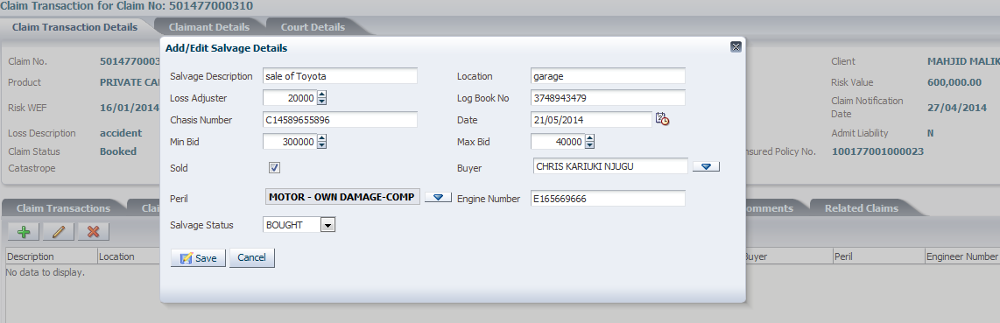 Claim Transaction for Claim No: 501477000310
Claim Transaction Details Claimant Details Court Details
Add/Edit Salvage Details
Claim No. 501477000
Client MAHJID MALIK
Product PRIVATE CA
Risk Value 600,000.00
Risk WEF 16/01/2014
Claim Notification Date 27/04/2014
Loss Description accident
Admit Liability N
Claim Status Booked
nsured Policy No. 100177001000023
Catastrope
Salvage Description sale of Toyota Location garage
Loss Adjuster 20000 Log Book No 3748943479
Chasis Number C14589655896 Date 21/05/2014
Min Bid 300000 Max Bid 40000
Sold Buyer CHRIS KARIUKI NJUGU
Peril MOTOR - OWN DAMAGE-COMP Engine Number E165669666
Salvage Status BOUGHT
Save Cancel
Claim Transactions Clai omments Related Claims
Description Location Buyer Peril Engineer Number
No data to display.